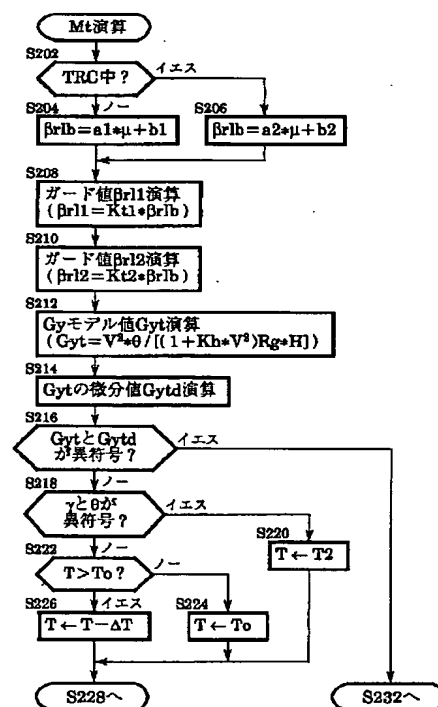 Mt演算
S202
TRC中？
イエス
S204
ノー
S206
βrlb=a1*μ+b1
βrlb=a2*μ+b2
S208
ガード値βrl1演算
(βrl1=Kt1*βrlb)
S210
ガード値βrl2演算
(βrl2=Kt2*βrlb)
S212
Gyモデル値Gyt演算
(Gyt=V²*θ/[(1+Kh*V²)Rg*H])
S214
Gytの微分値Gytd演算
S216
GytとGytd
が異符号？
イエス
S218
ノー
γとθが
異符号？
イエス
S220
T←T2
S222
ノー
T>To？
ノー
S226
イエス
T←T－ΔT
S224
T←To
S228へ
S232へ